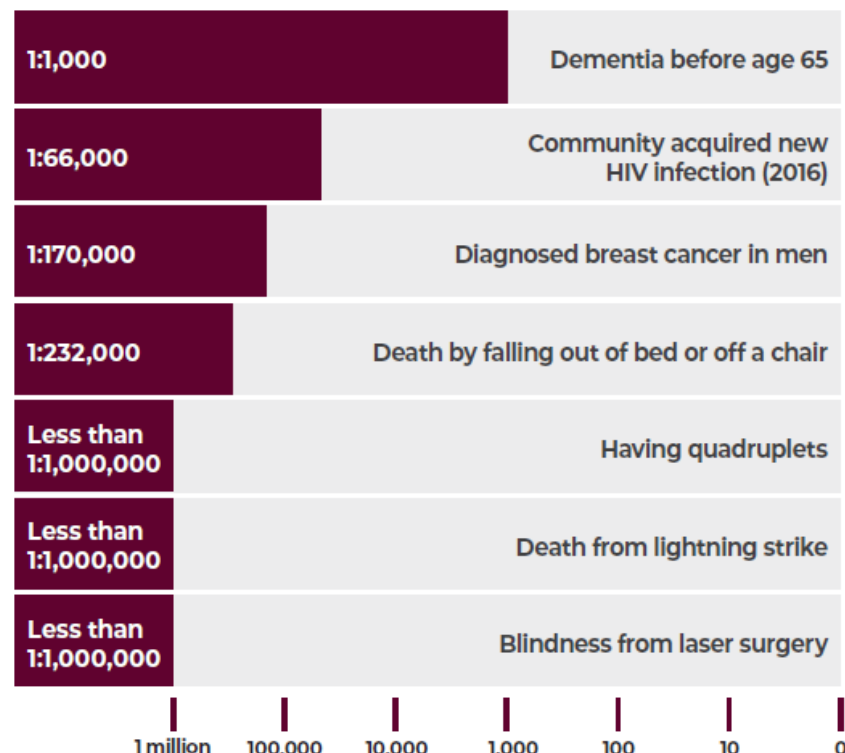 1:1,000
Dementia before age 65
1:66,000
Community acquired new
HIV infection (2016)
1:170,000
Diagnosed breast cancer in men
1:232,000
Death by falling out of bed or off a chair
Less than
1:1,000,000
Having quadruplets
Less than
1:1,000,000
Death from lightning strike
Less than
1:1,000,000
Blindness from laser surgery
1 million 100,000 10,000 1,000 100 10 0